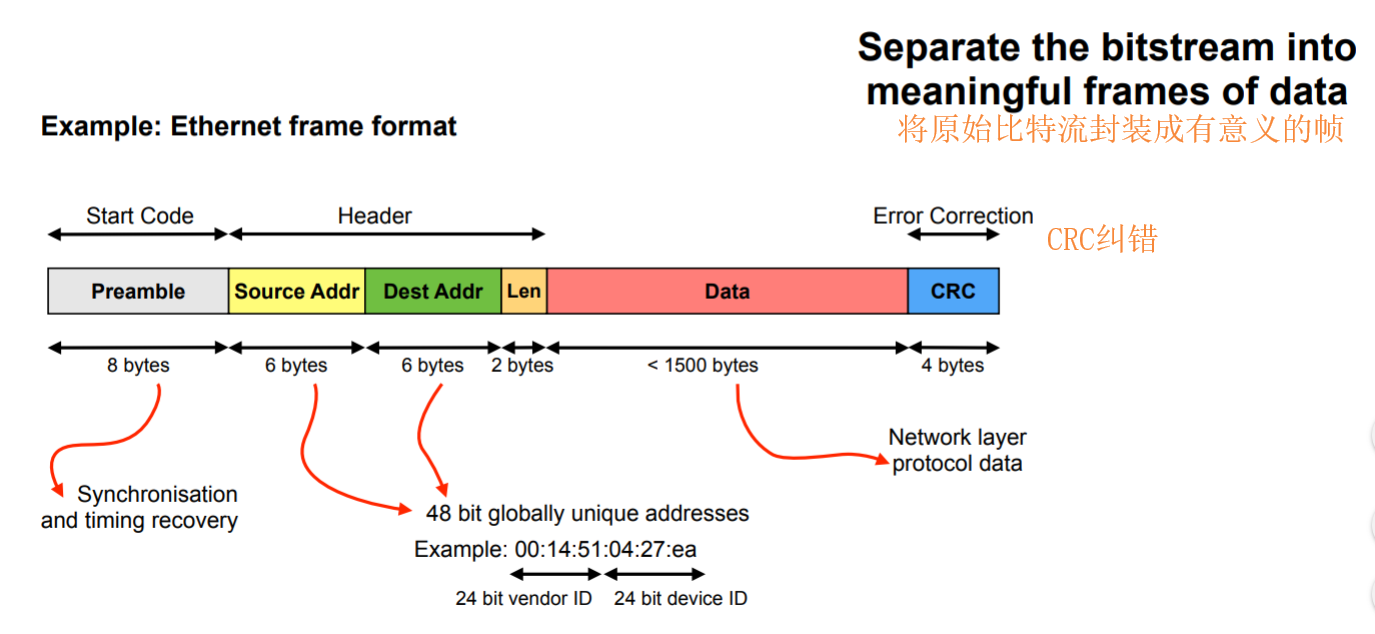 Separate the bitstream into
meaningful frames of data
将原始比特流封装成有意义的帧
Example: Ethernet frame format
Start Code
Header
Error Correction
CRC纠错
Preamble
Source Addr
Dest Addr
Len
Data
CRC
8 bytes
6 bytes
6 bytes
2 bytes
< 1500 bytes
4 bytes
Network layer
protocol data
Synchronisation
and timing recovery
48 bit globally unique addresses
Example: 00:14:51:04:27:ea
24 bit vendor ID
24 bit device ID